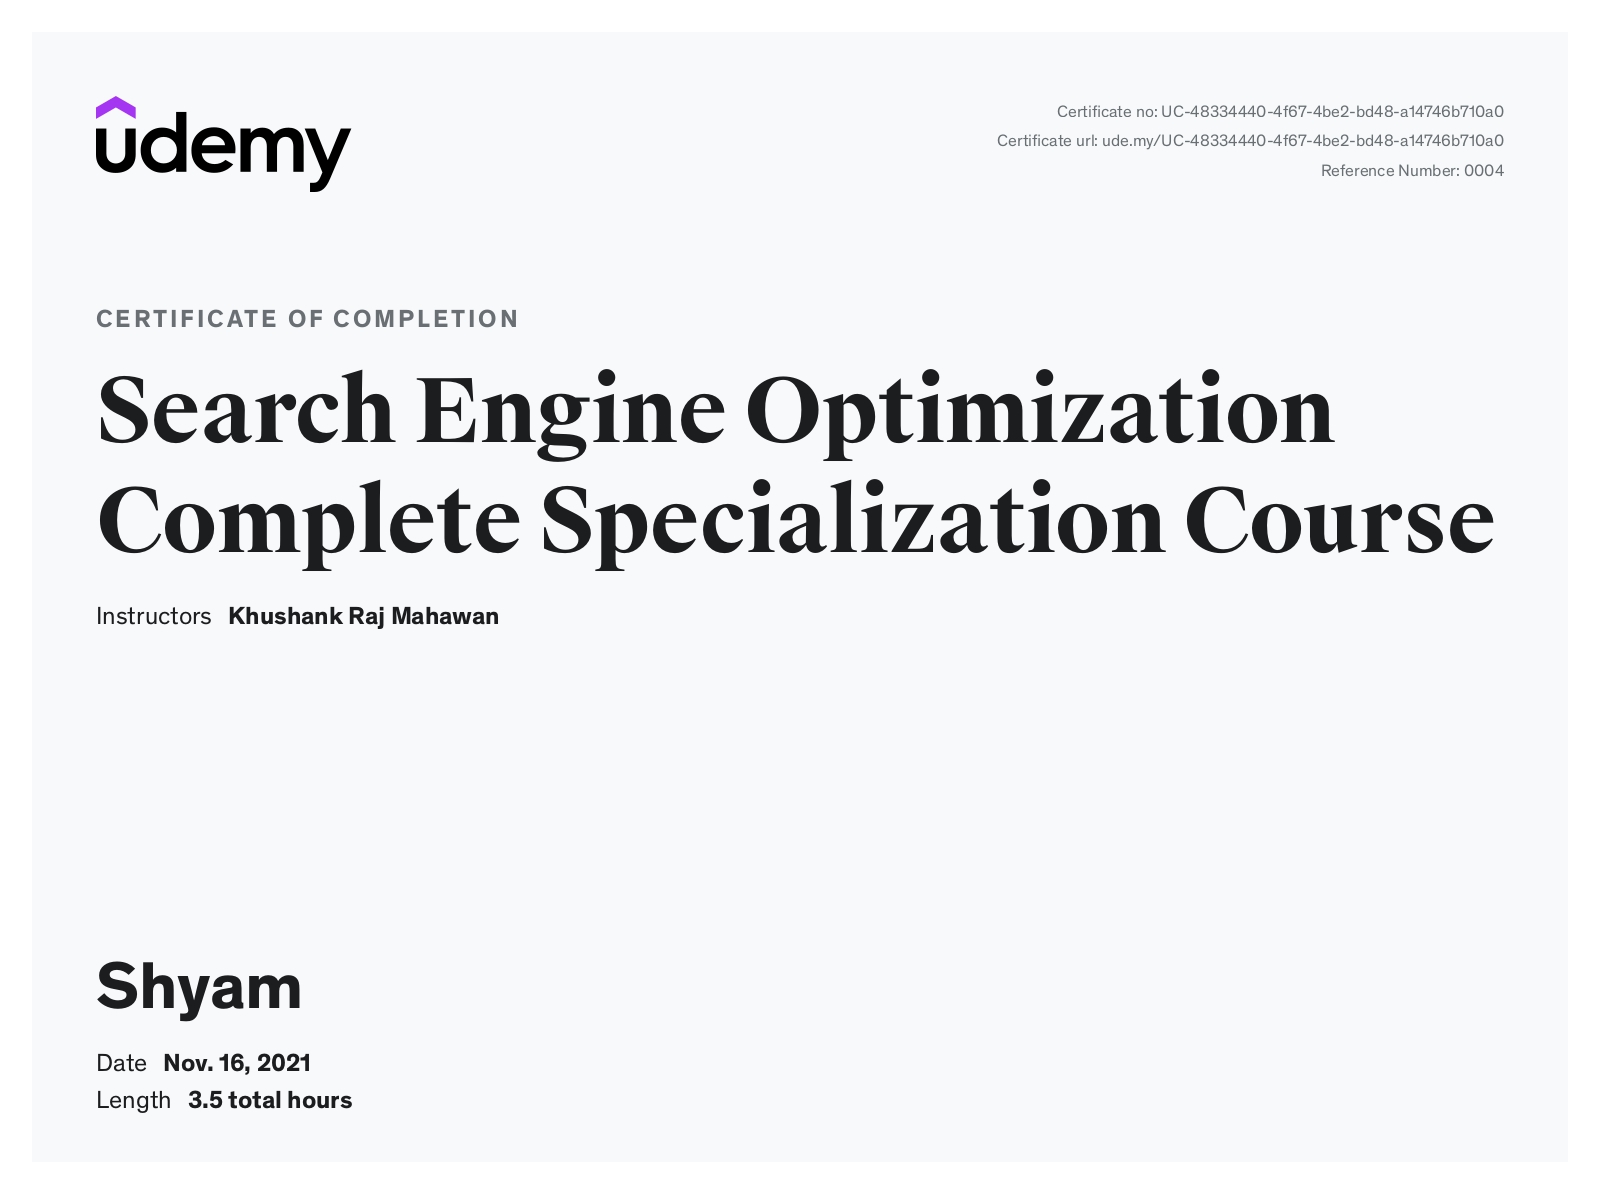 udemy
Certificate no: UC-48334440-4f67-4be2-bd48-a14746b710a0
Certificate url: ude.my/UC-48334440-4f67-4be2-bd48-a14746b710a0
Reference Number: 0004
CERTIFICATE OF COMPLETION
Search Engine Optimization
Complete Specialization Course
Instructors Khushank Raj Mahawan
Shyam
Date Nov. 16, 2021
Length 3.5 total hours